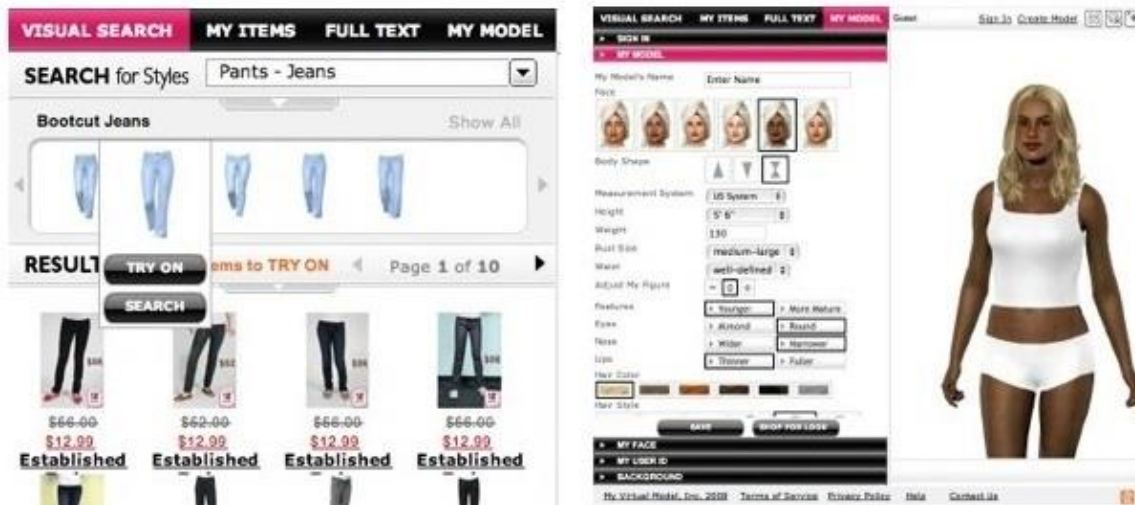 VISUAL SEARCH MY ITEMS FULL TEXT MY MODEL
SEARCH for Styles Pants - Jeans
Bootcut Jeans Show All
TRY ON
SEARCH
RESULT ems to TRY ON Page 1 of 10
$66.00 $62.00 $66.00 $66.00
$12.99 $12.99 $12.99 $12.99
Established Established Established Established
VISUAL SEARCH MY ITEMS FULL TEXT MY MODEL Guest Sign In Create Model
SIGN IN
MY MODEL
My Model's Name Enter Name
Face
Body Shape
Measurement System US System
Height 5' 6"
Weight 130
Bust Size medium-large
Waist well-defined
Adjust My Figure - 0 +
Features Younger More Mature
Eyes Almond Round
Nose Wider Narrower
Lips Thinner Fuller
Hair Color
Hair Style
SAVE SHOP FOR LOOK
MY FACE
MY USER ID
BACKGROUND
My Virtual Model, Inc. 2008 Terms of Service Privacy Policy Help Contact Us